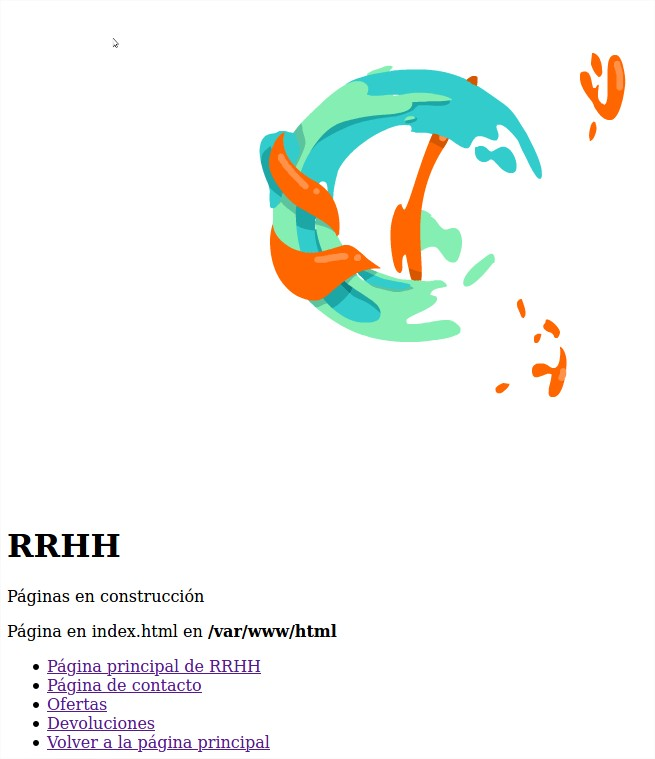 RRHH
Páginas en construcción
Página en index.html en /var/www/html
Página principal de RRHH
Página de contacto
Ofertas
Devoluciones
Volver a la página principal